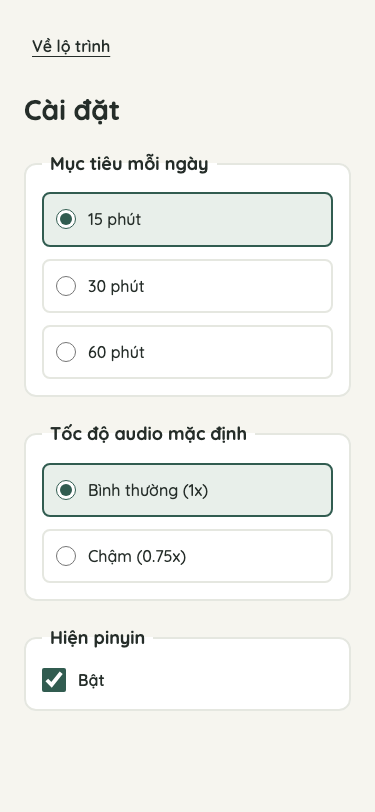 Về lộ trình
Cài đặt
Mục tiêu mỗi ngày
15 phút
30 phút
60 phút
Tốc độ audio mặc định
Bình thường (1x)
Chậm (0.75x)
Hiện pinyin
Bật